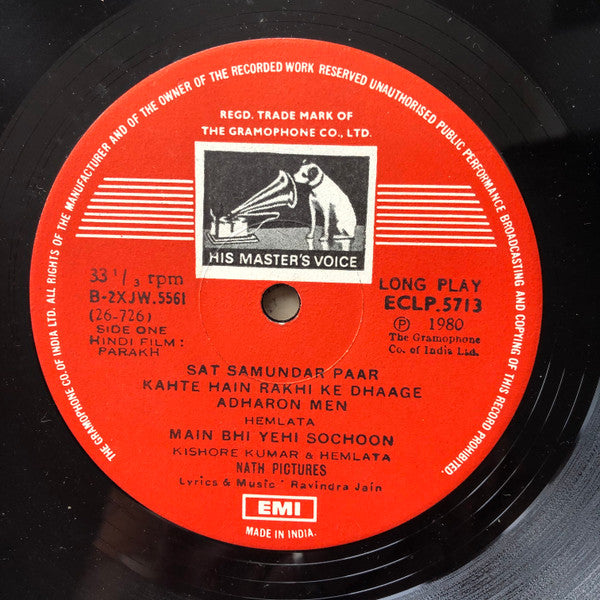 THE GRAMOPHONE CO. OF INDIA LTD. ALL RIGHTS OF THE MANUFACTURER AND OF THE OWNER OF THE RECORDED WORK RESERVED UNAUTHORISED PUBLIC PERFORMANCE BROADCASTING AND COPYING OF THIS RECORD PROHIBITED.
REGD. TRADE MARK OF
THE GRAMOPHONE CO., LTD.
HIS MASTER'S VOICE
33 1/3 rpm
B-2XJW.5561
(26-726)
SIDE ONE
HINDI FILM:
PARAKH
LONG PLAY
ECLP.5713
Ⓟ 1980
The Gramophone
Co. of India Ltd.
SAT SAMUNDAR PAAR
KAHTE HAIN RAKHI KE DHAAGE
ADHARON MEN
HEMLATA
MAIN BHI YEHI SOCHOON
KISHORE KUMAR & HEMLATA
NATH PICTURES
Lyrics & Music : Ravindra Jain
EMI
MADE IN INDIA.